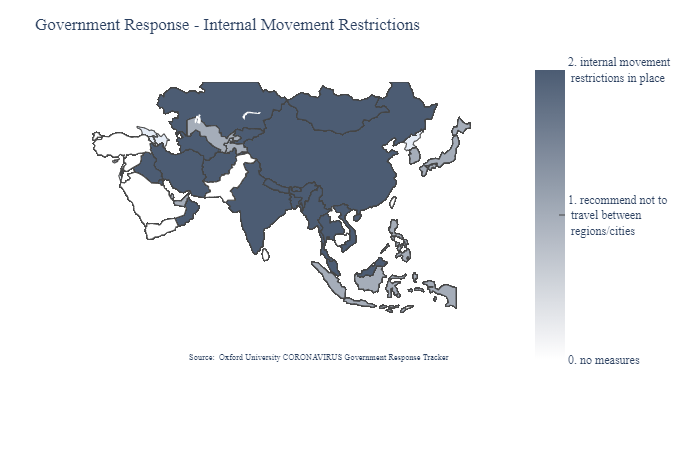 Government Response - Internal Movement Restrictions
2. internal movement
restrictions in place
1. recommend not to
travel between
regions/cities
0. no measures
Source: Oxford University CORONAVIRUS Government Response Tracker